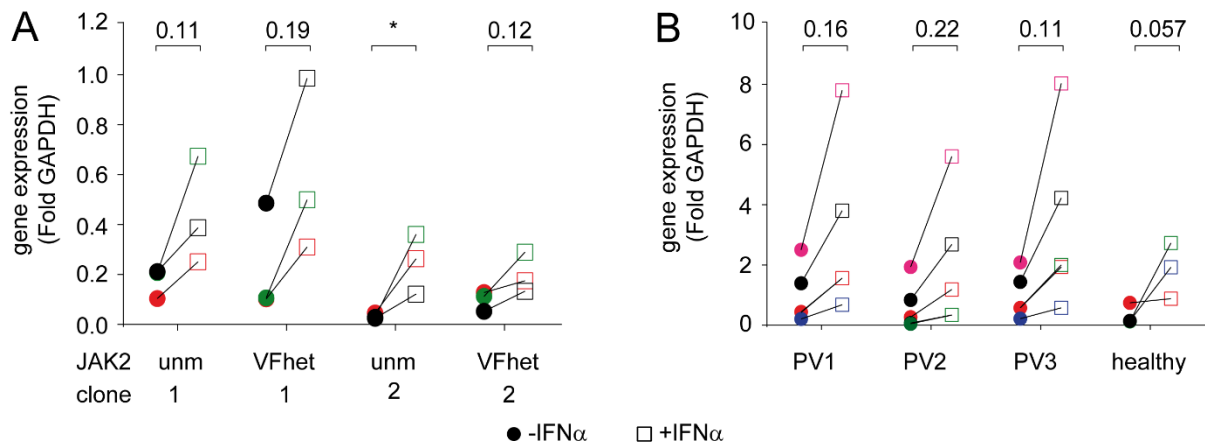 A
gene expression
(Fold GAPDH)
1.2
1.0
0.8
0.6
0.4
0.2
0.0
0.11
0.19
*
0.12
JAK2 unm VFhet unm VFhet
clone 1 1 2 2
B
gene expression
(Fold GAPDH)
10
8
6
4
2
0
0.16
0.22
0.11
0.057
PV1 PV2 PV3 healthy
-IFNα +IFNα